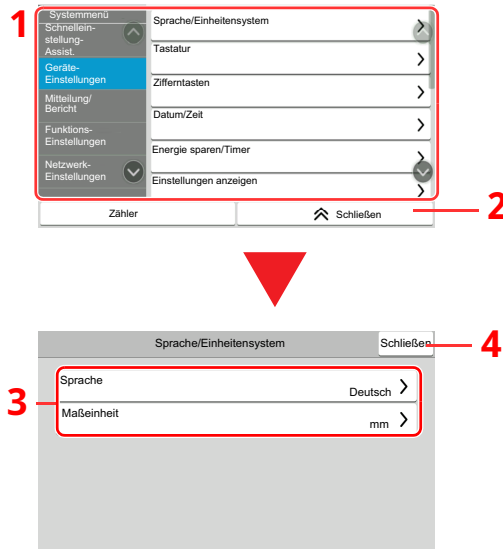 1
Systemmenü
Schnellein-
stellung-
Assist.
Geräte-
Einstellungen
Mitteilung/
Bericht
Funktions-
Einstellungen
Netzwerk-
Einstellungen
Sprache/Einheitensystem
Tastatur
Zifferntasten
Datum/Zeit
Energie sparen/Timer
Einstellungen anzeigen
Zähler
Schließen
2
Sprache/Einheitensystem
Schließen
4
3
Sprache
Deutsch
Maßeinheit
mm